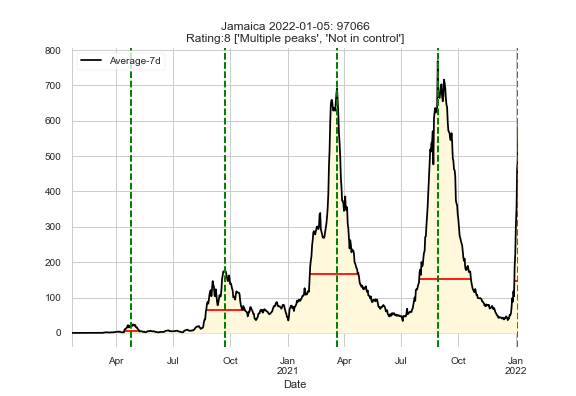 Jamaica 2022-01-05: 97066
Rating:8 ['Multiple peaks', 'Not in control']
Average-7d
800
700
600
500
400
300
200
100
0
Apr Jul Oct Jan Apr Jul Oct Jan
2021 2022
Date